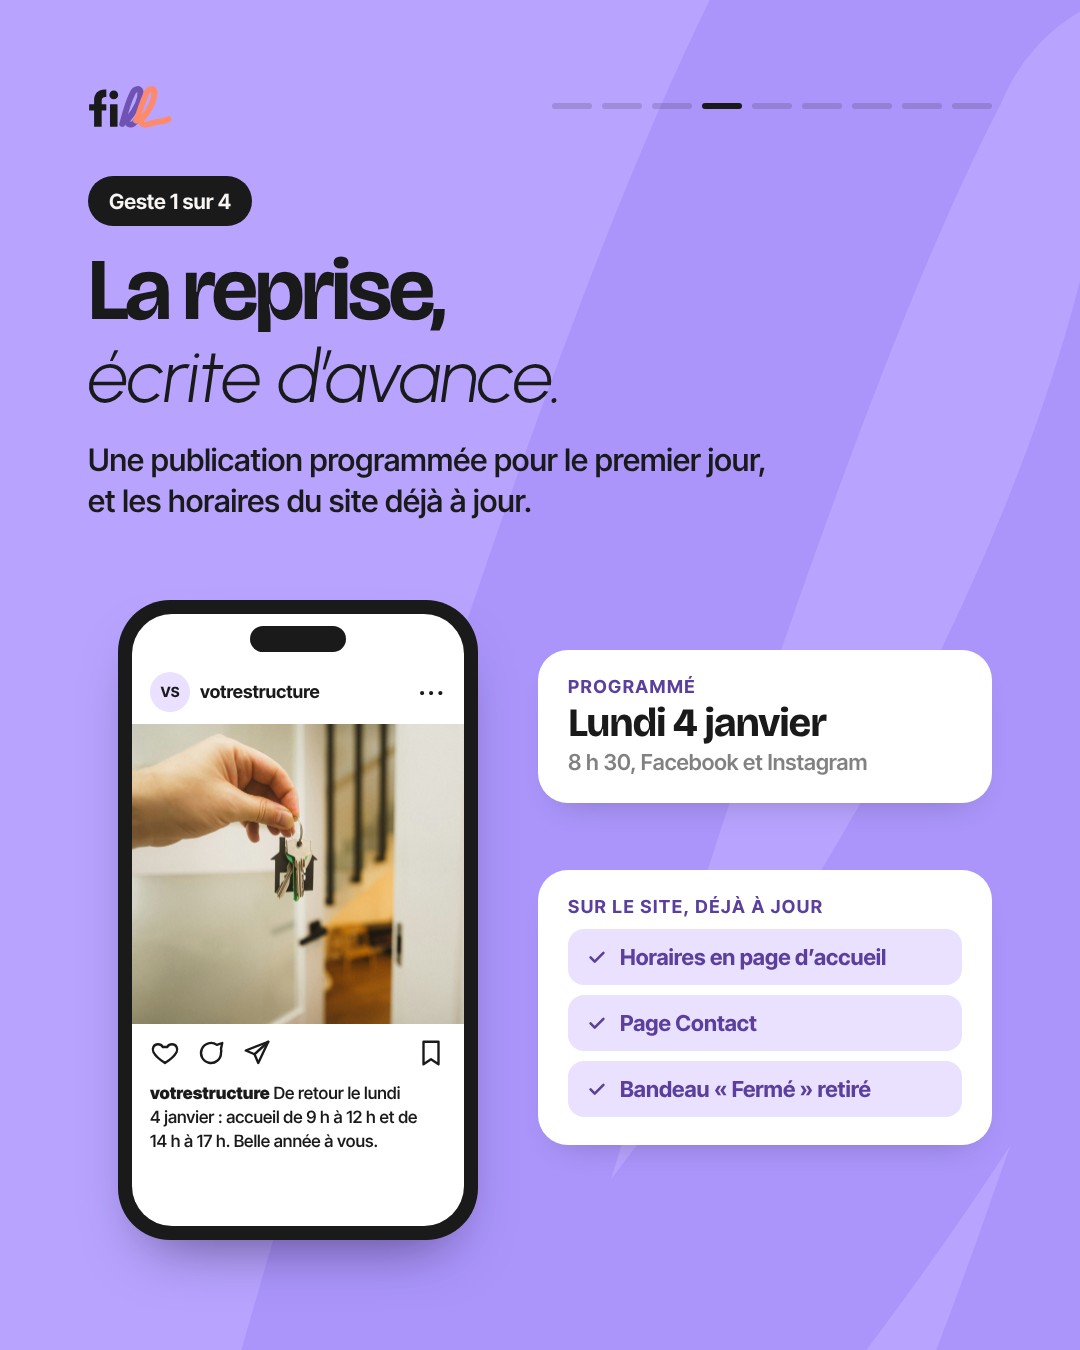 fill
Geste 1 sur 4
La reprise,
écrite d'avance.
Une publication programmée pour le premier jour,
et les horaires du site déjà à jour.
VS votrestructure
votrestructure De retour le lundi
4 janvier : accueil de 9 h à 12 h et de
14 h à 17 h. Belle année à vous.
PROGRAMMÉ
Lundi 4 janvier
8 h 30, Facebook et Instagram
SUR LE SITE, DÉJÀ À JOUR
Horaires en page d’accueil
Page Contact
Bandeau « Fermé » retiré